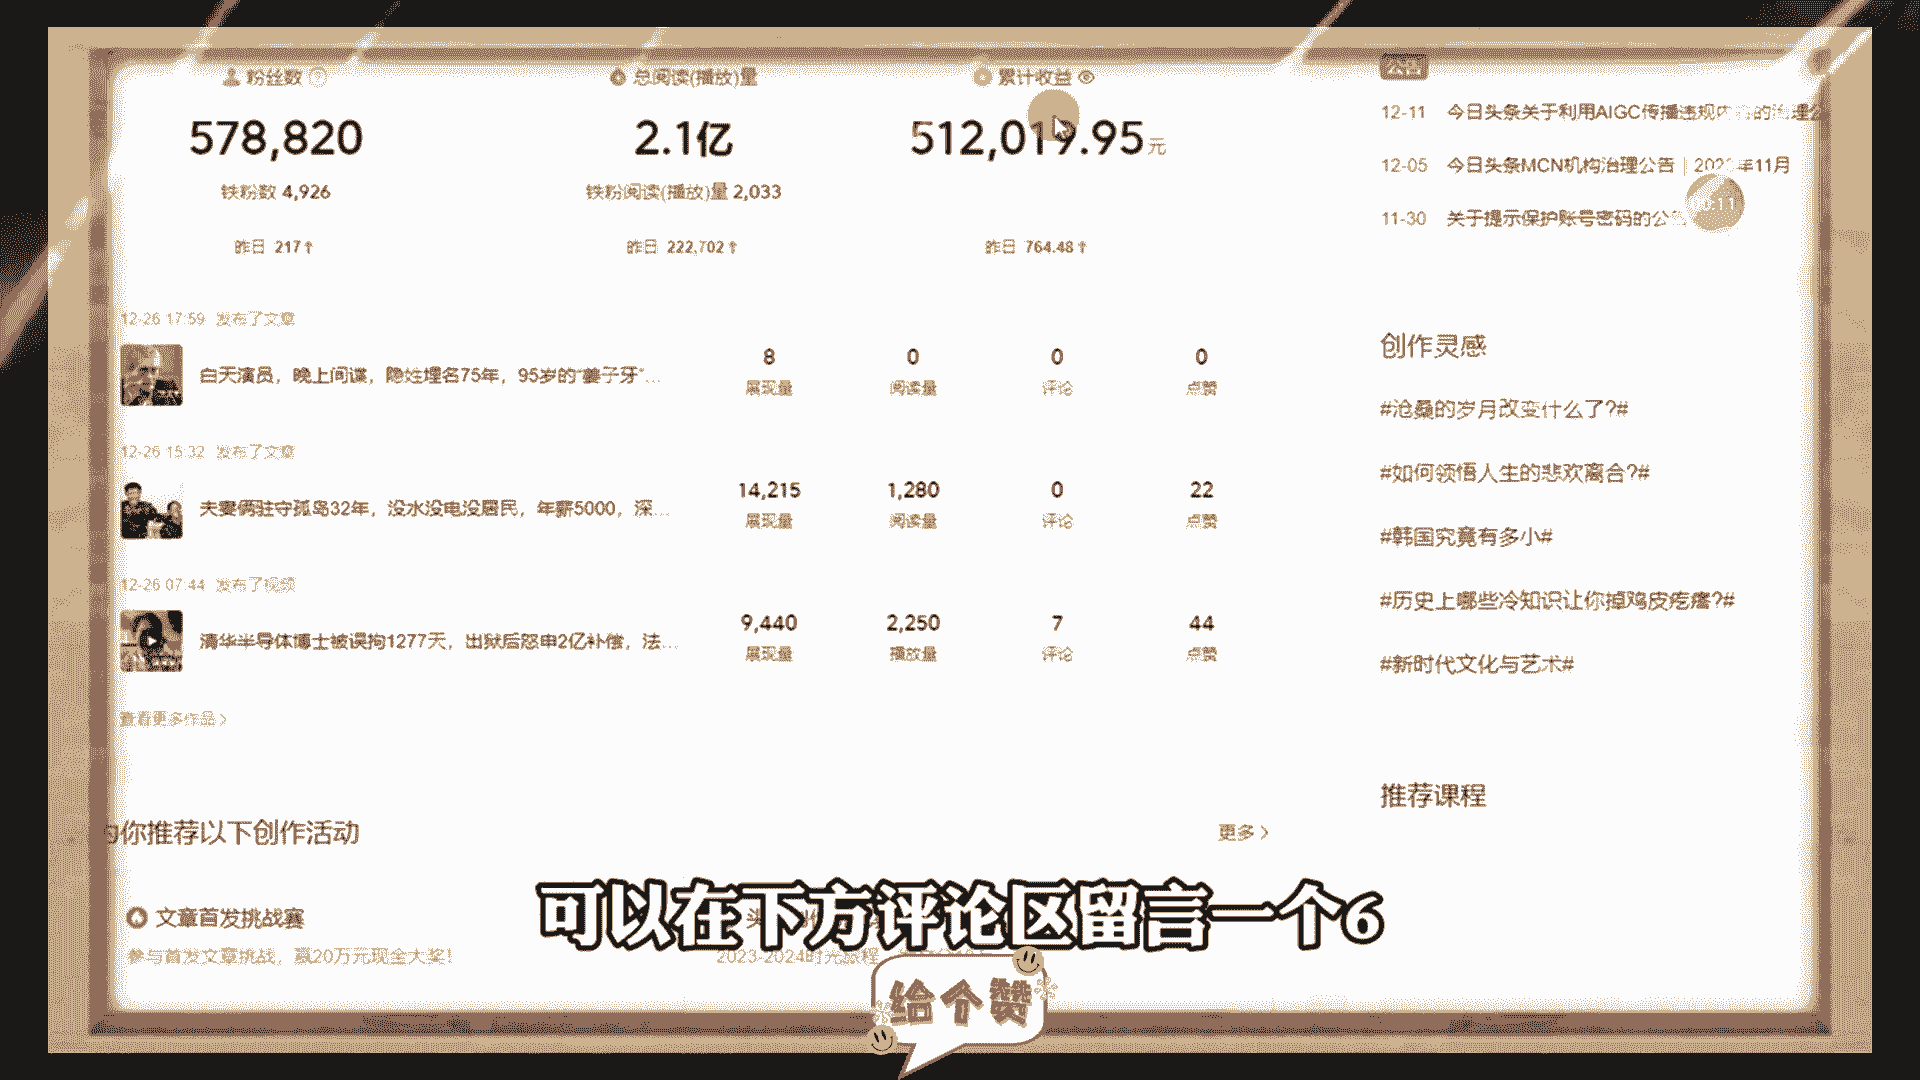 粉丝数
总阅读(播放)量
累计收益
578,820
2.1亿
512,019.95元
铁粉数 4,926
铁粉阅读(播放)量 2,033
昨日 217↑
昨日 222,702↑
昨日 764.48↑
公告
12-11 今日头条关于利用AIGC传播违规内容的治理公
12-05 今日头条MCN机构治理公告 | 2023年11月
11-30 关于提示保护账号密码的公告
:11
12-26 17:59 发布了文章
白天演员，晚上间谍，隐姓埋名75年，95岁的“姜子牙”...
8 0 0 0
展现量 阅读量 评论 点赞
12-26 15:32 发布了文章
夫妻俩驻守孤岛32年，没水没电没居民，年薪5000，深...
14,215 1,280 0 22
展现量 阅读量 评论 点赞
12-26 07:44 发布了视频
清华半导体博士被误拘1277天，出狱后怒申2亿补偿，法...
9,440 2,250 7 44
展现量 播放量 评论 点赞
查看更多作品 >
创作灵感
#沧桑的岁月改变什么了?#
#如何领悟人生的悲欢离合?#
#韩国究竟有多小#
#历史上哪些冷知识让你掉鸡皮疙瘩?#
#新时代文化与艺术#
推荐课程
为你推荐以下创作活动
更多 >
文章首发挑战赛
参与首发文章挑战，赢20万元现金大奖!
2023-2024时光旅程
可以在下方评论区留言一个6
给个赞